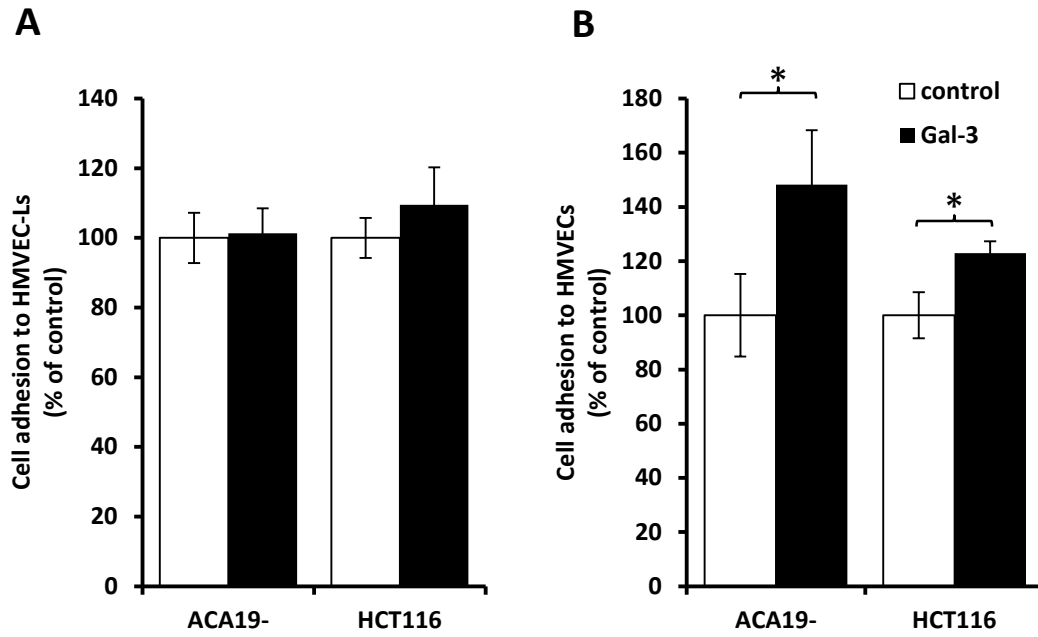 A
Cell adhesion to HMVEC-Ls
(% of control)
140
120
100
80
60
40
20
0
ACA19-
HCT116
B
Cell adhesion to HMVECs
(% of control)
180
160
140
120
100
80
60
40
20
0
*
*
control
Gal-3
ACA19-
HCT116